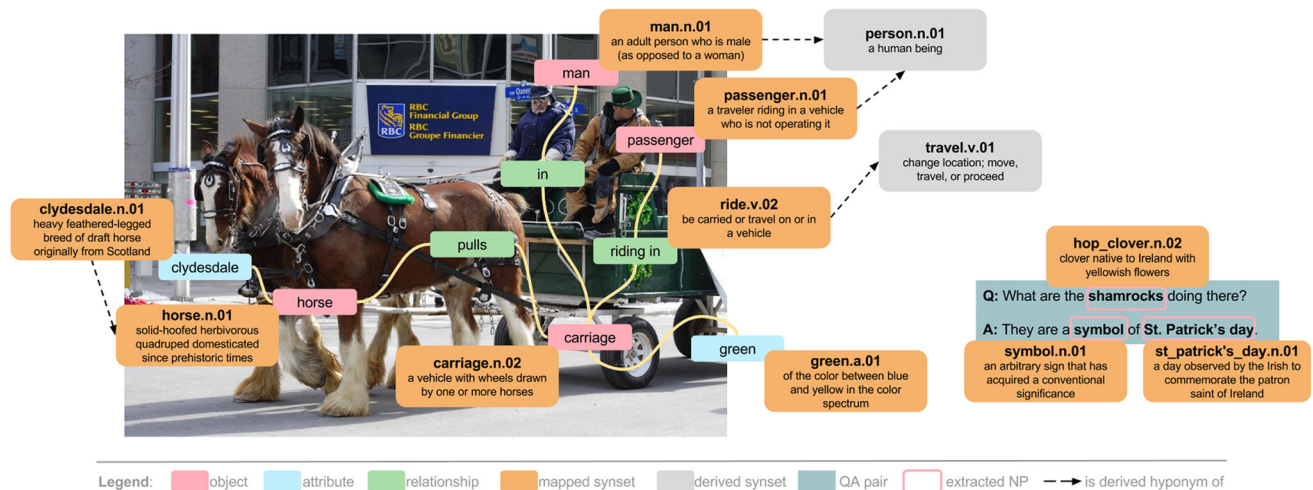 man.n.01
an adult person who is male
(as opposed to a woman)
person.n.01
a human being
man
passenger.n.01
a traveler riding in a vehicle
who is not operating it
RBC
Financial Group
RBC
Groupe Financier
RBC
passenger
travel.v.01
change location; move,
travel, or proceed
in
ride.v.02
be carried or travel on or in
a vehicle
clydesdale.n.01
heavy feathered-legged
breed of draft horse
originally from Scotland
pulls
riding in
clydesdale
hop_clover.n.02
clover native to Ireland with
yellowish flowers
Q: What are the shamrocks doing there?
A: They are a symbol of St. Patrick's day.
horse
horse.n.01
solid-hoofed herbivorous
quadruped domesticated
since prehistoric times
carriage
green
carriage.n.02
a vehicle with wheels drawn
by one or more horses
green.a.01
of the color between blue
and yellow in the color
spectrum
symbol.n.01
an arbitrary sign that has
acquired a conventional
significance
st_patrick's_day.n.01
a day observed by the Irish to
commemorate the patron
saint of Ireland
Legend: object attribute relationship mapped synset derived synset QA pair extracted NP is derived hyponym of